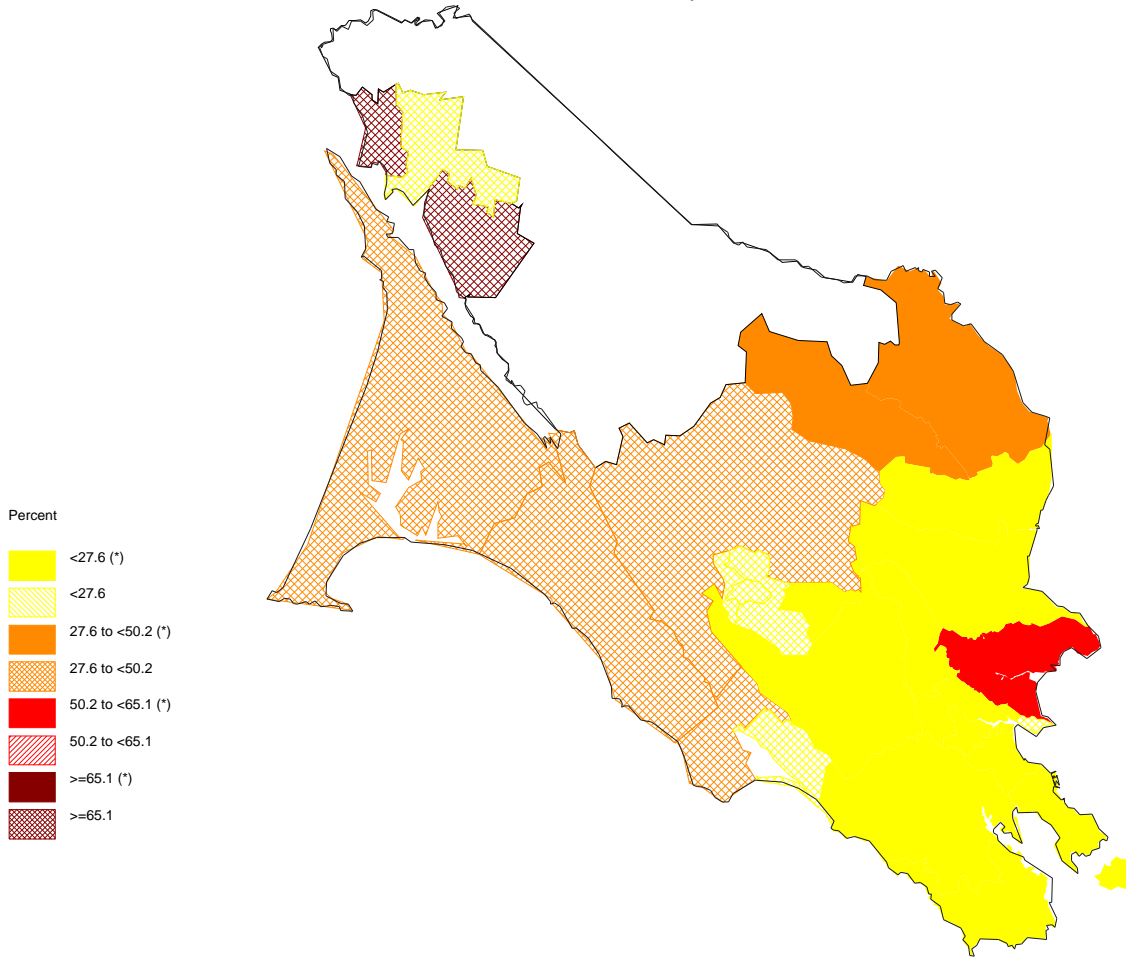 Percent
<27.6 (*)
<27.6
27.6 to <50.2 (*)
27.6 to <50.2
50.2 to <65.1 (*)
50.2 to <65.1
>=65.1 (*)
>=65.1